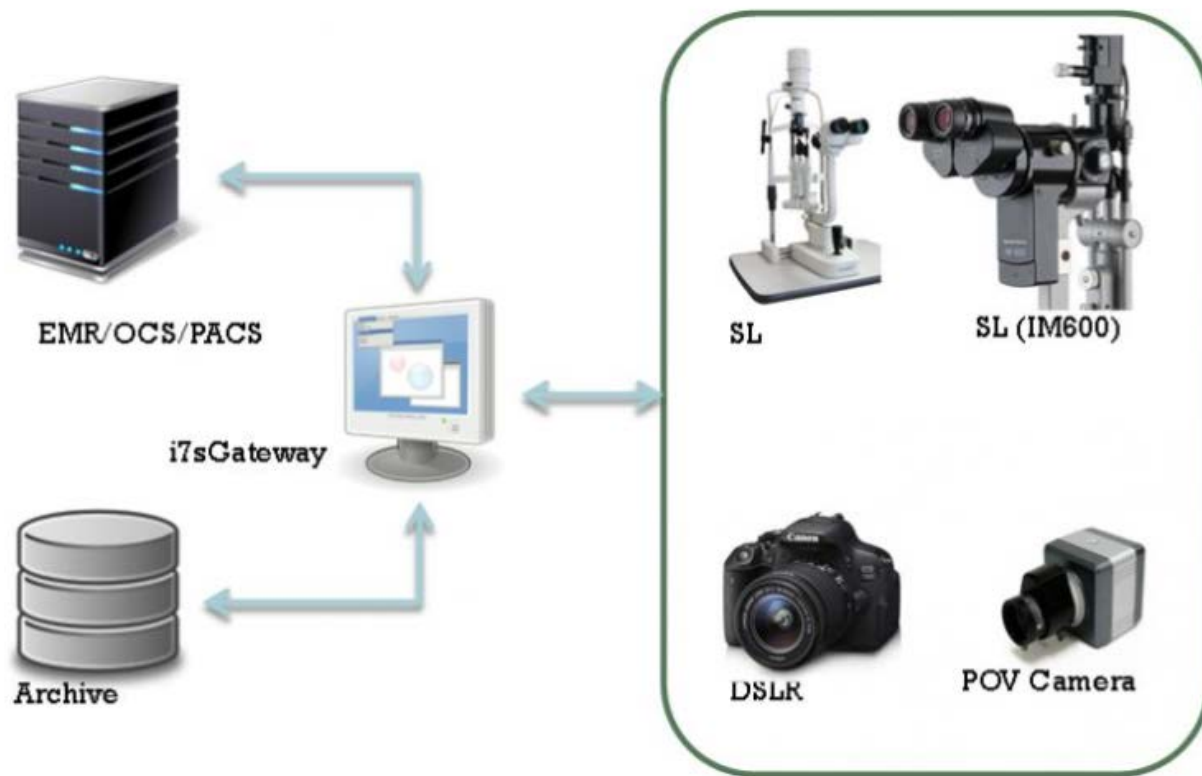 EMR/OCS/PACS
i7sGateway
Archive
SL
SL (IM600)
Canon
DSLR
POV Camera